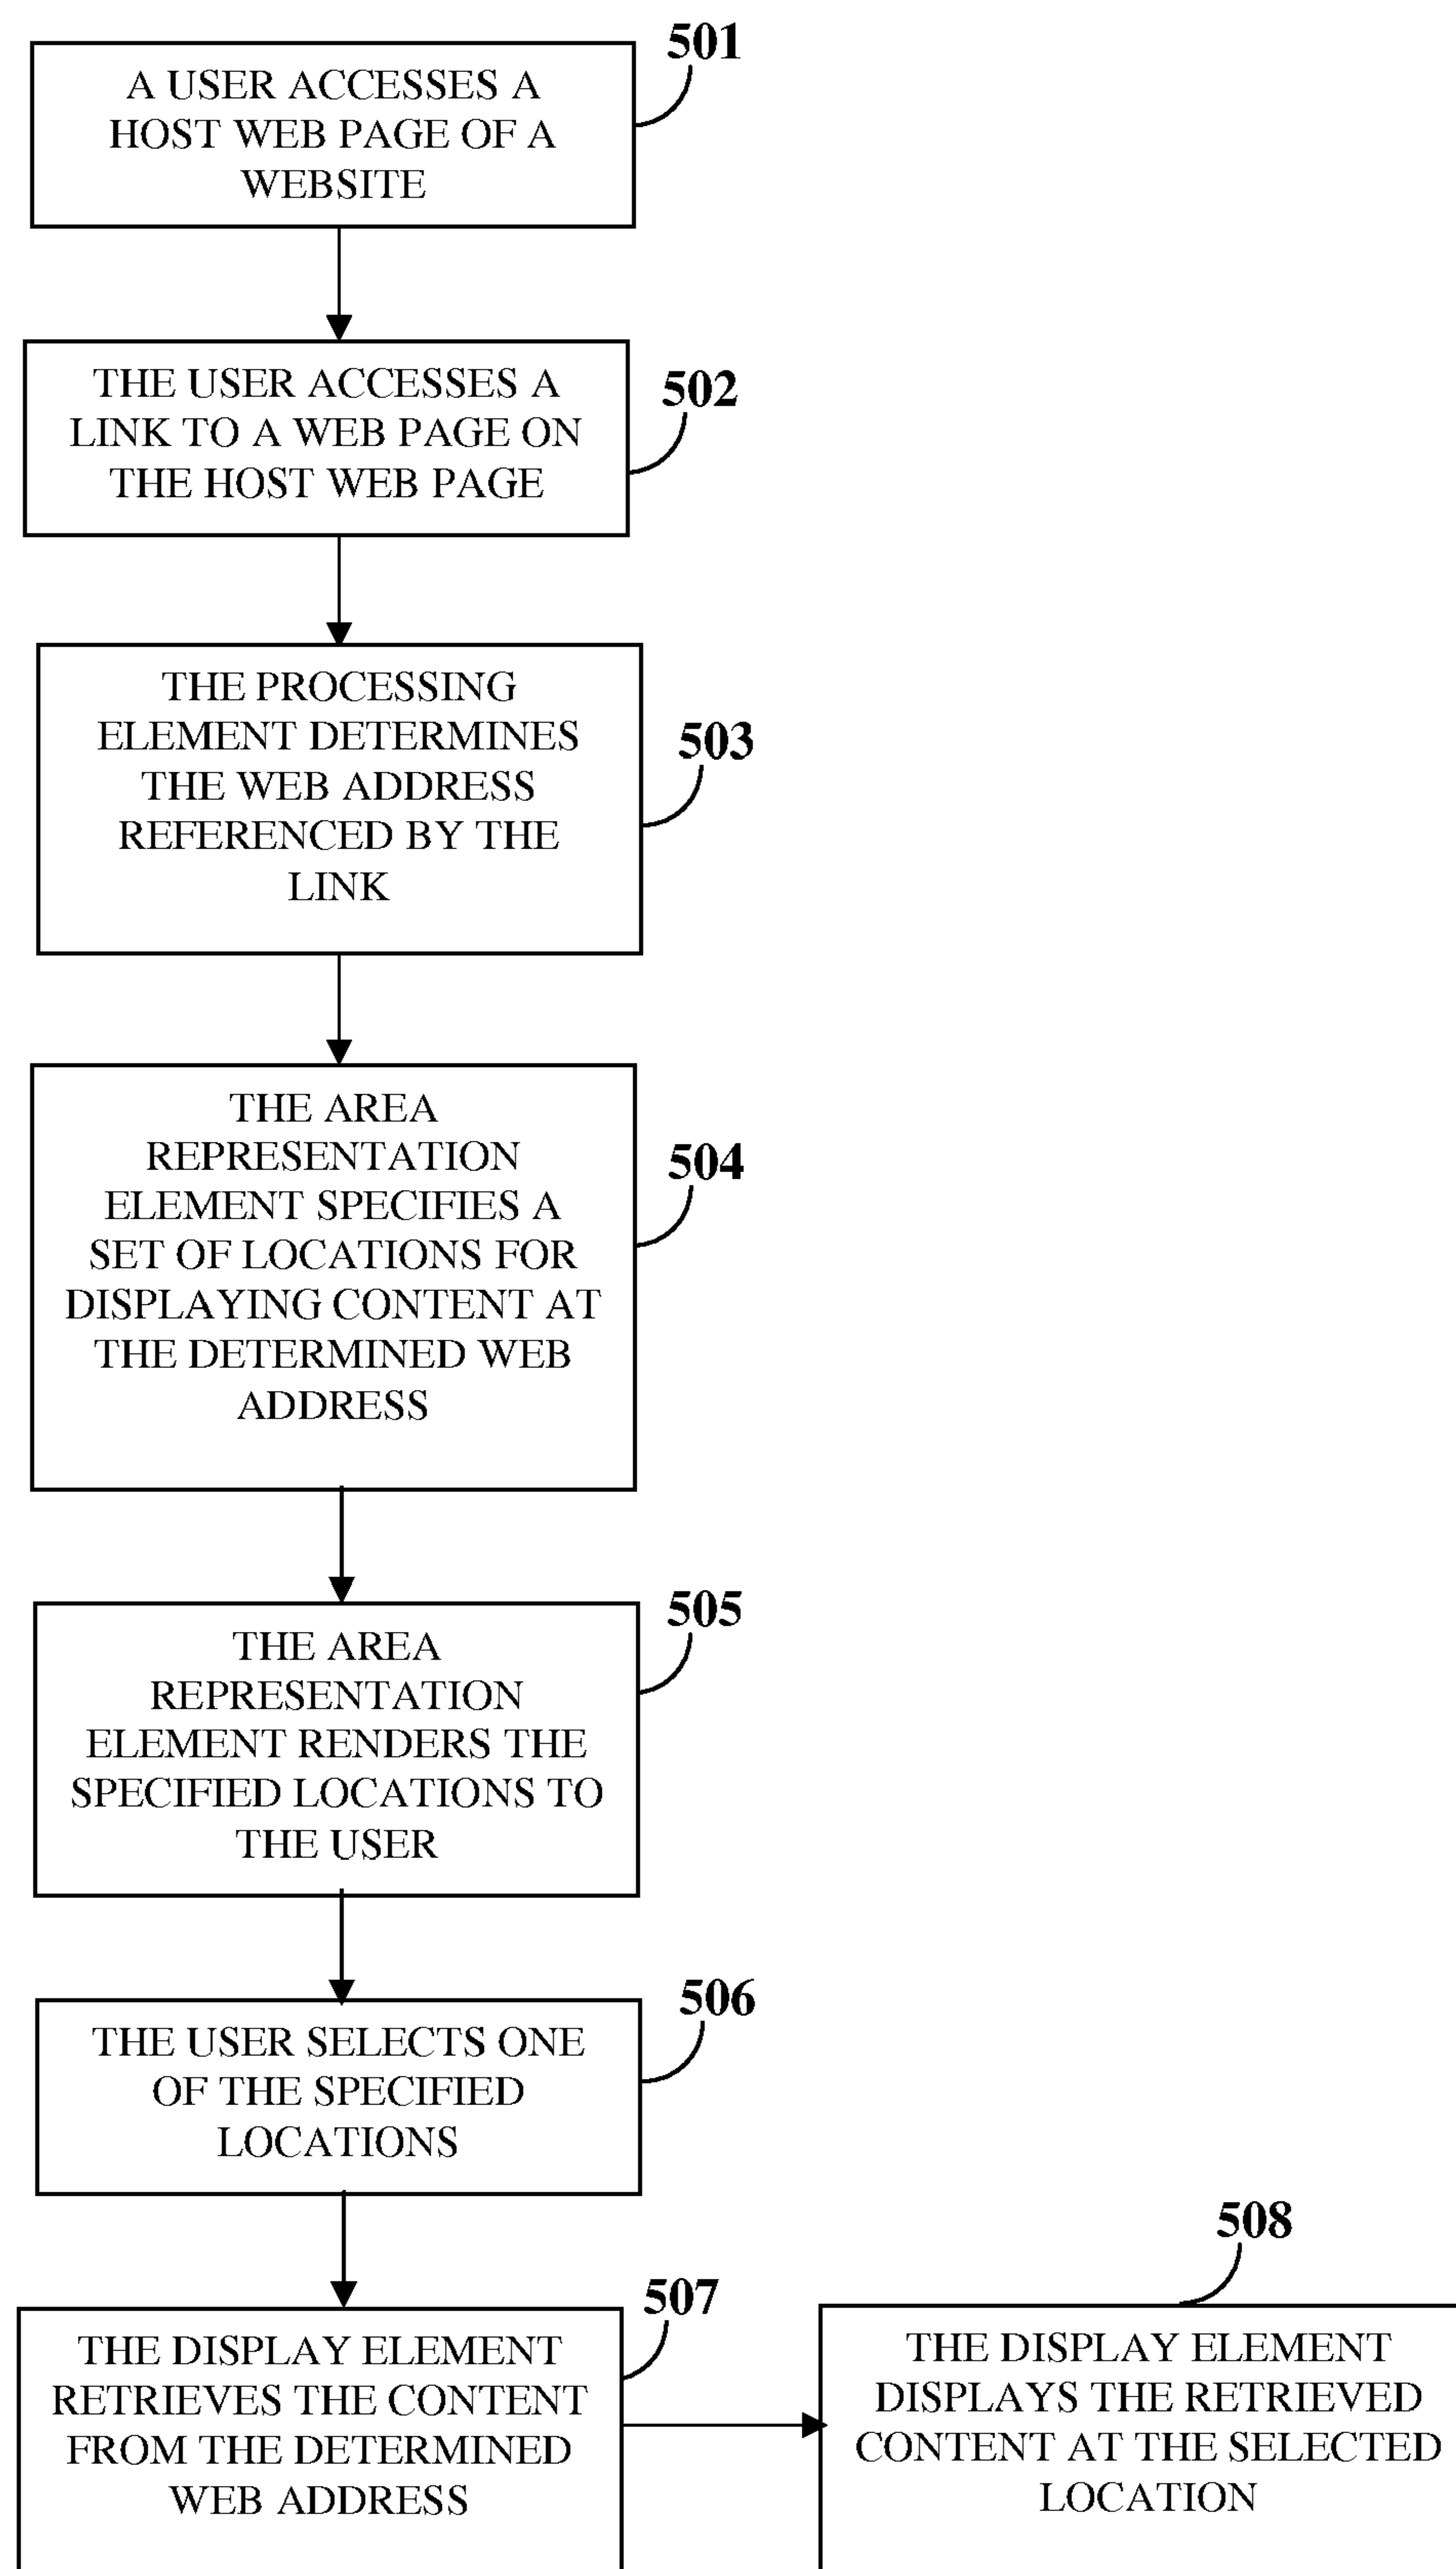 501
A USER ACCESSES A
HOST WEB PAGE OF A
WEBSITE
502
THE USER ACCESSES A
LINK TO A WEB PAGE ON
THE HOST WEB PAGE
503
THE PROCESSING
ELEMENT DETERMINES
THE WEB ADDRESS
REFERENCED BY THE
LINK
504
THE AREA
REPRESENTATION
ELEMENT SPECIFIES A
SET OF LOCATIONS FOR
DISPLAYING CONTENT AT
THE DETERMINED WEB
ADDRESS
505
THE AREA
REPRESENTATION
ELEMENT RENDERS THE
SPECIFIED LOCATIONS TO
THE USER
506
THE USER SELECTS ONE
OF THE SPECIFIED
LOCATIONS
507
THE DISPLAY ELEMENT
RETRIEVES THE CONTENT
FROM THE DETERMINED
WEB ADDRESS
508
THE DISPLAY ELEMENT
DISPLAYS THE RETRIEVED
CONTENT AT THE SELECTED
LOCATION